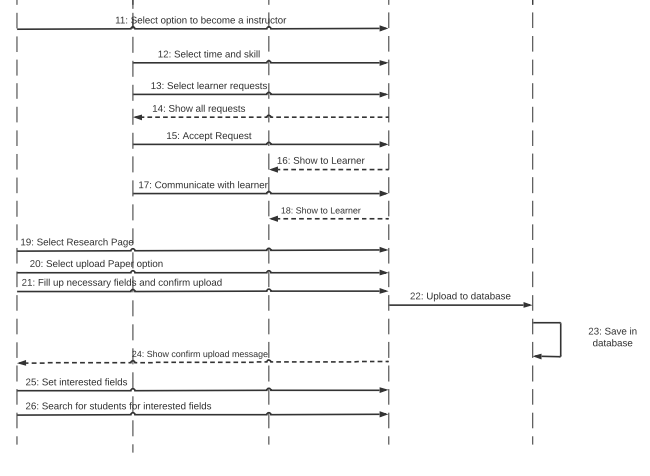 11: Select option to become a instructor
12: Select time and skill
13: Select learner requests
14: Show all requests
15: Accept Request
16: Show to Learner
17: Communicate with learner
18: Show to Learner
19: Select Research Page
20: Select upload Paper option
21: Fill up necessary fields and confirm upload
22: Upload to database
23: Save in
database
24: Show confirm upload message
25: Set interested fields
26: Search for students for interested fields